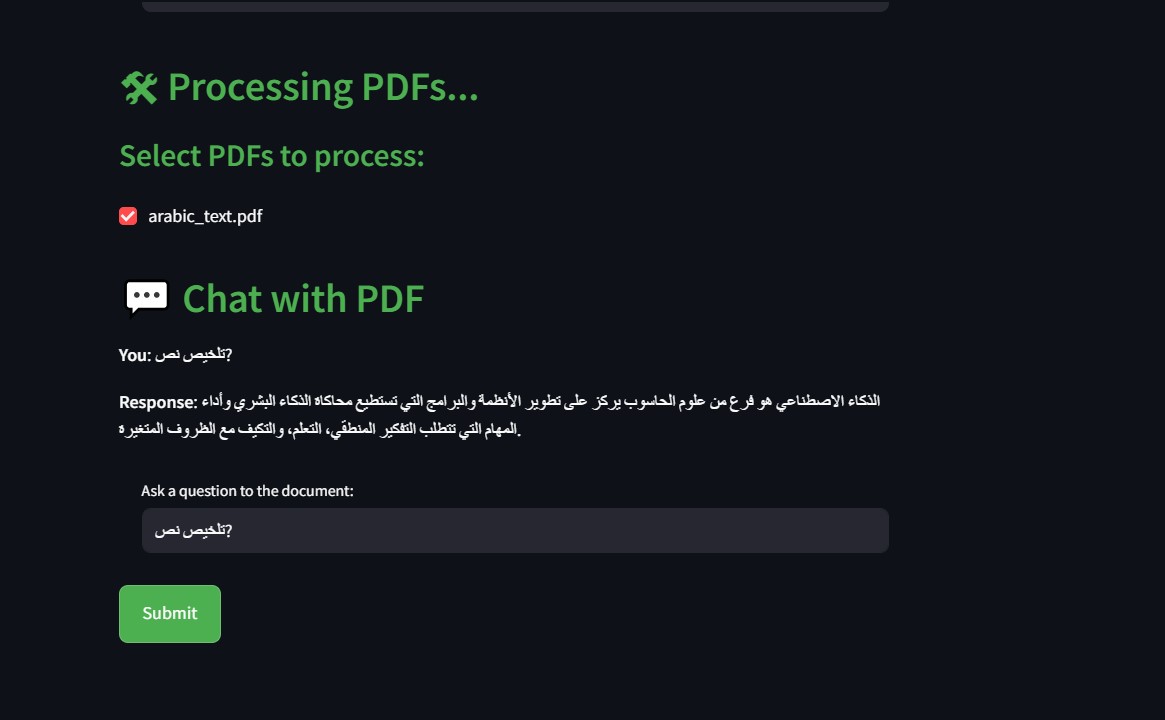 🛠 Processing PDFs...
Select PDFs to process:
arabic_text.pdf
💬 Chat with PDF
You: تلخيص نص?
Response: الذكاء الاصطناعي هو فرع من علوم الحاسوب يركز على تطوير الأنظمة والبرامج التي تستطيع محاكاة الذكاء البشري وأداء
المهام التي تتطلب التفكير المنطقي، التعلم، والتكيف مع الظروف المتغيرة.
Ask a question to the document:
تلخيص نص?
Submit